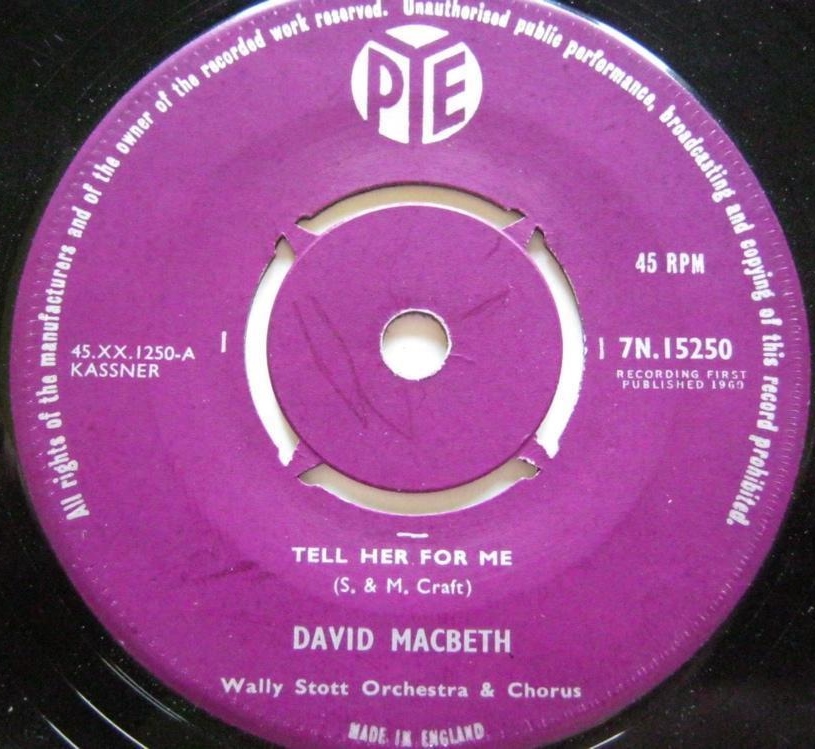 All rights of the manufacturers and of the owner of the recorded work reserved. Unauthorised public performance, broadcasting and copying of this record prohibited.
PYE
45 RPM
45.XX.1250-A
KASSNER
7N.15250
RECORDING FIRST
PUBLISHED 1960
TELL HER FOR ME
(S. & M. Craft)
DAVID MACBETH
Wally Stott Orchestra & Chorus
MADE IN ENGLAND